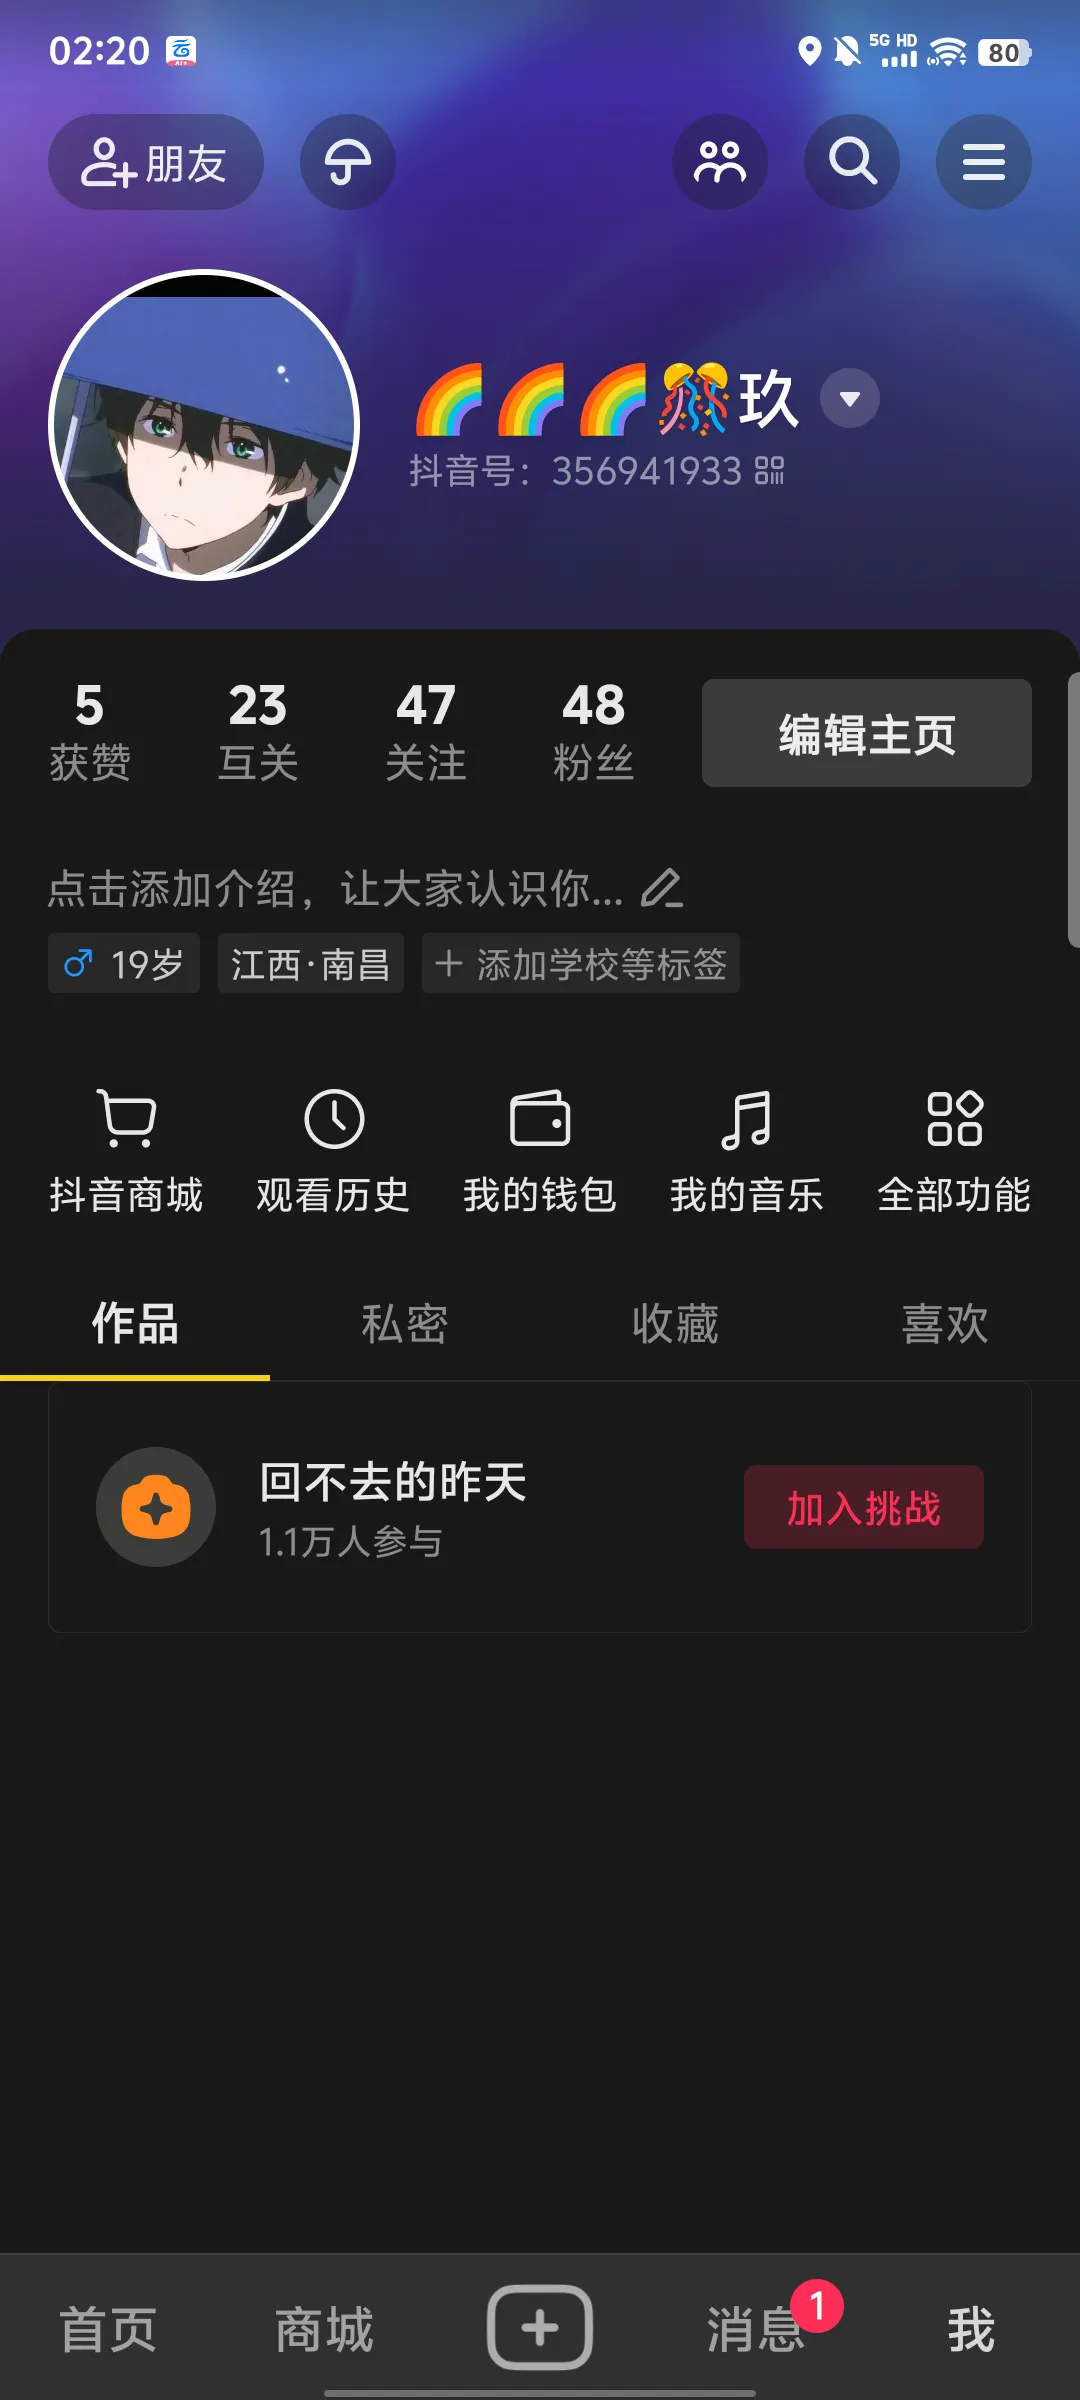 02:20
5G HD
80
朋友
🌈🌈🌈🎊玖
抖音号：356941933
5 获赞
23 互关
47 关注
48 粉丝
编辑主页
点击添加介绍，让大家认识你...
♂ 19岁
江西·南昌
+ 添加学校等标签
抖音商城
观看历史
我的钱包
我的音乐
全部功能
作品
私密
收藏
喜欢
回不去的昨天
1.1万人参与
加入挑战
首页
商城
消息
1
我